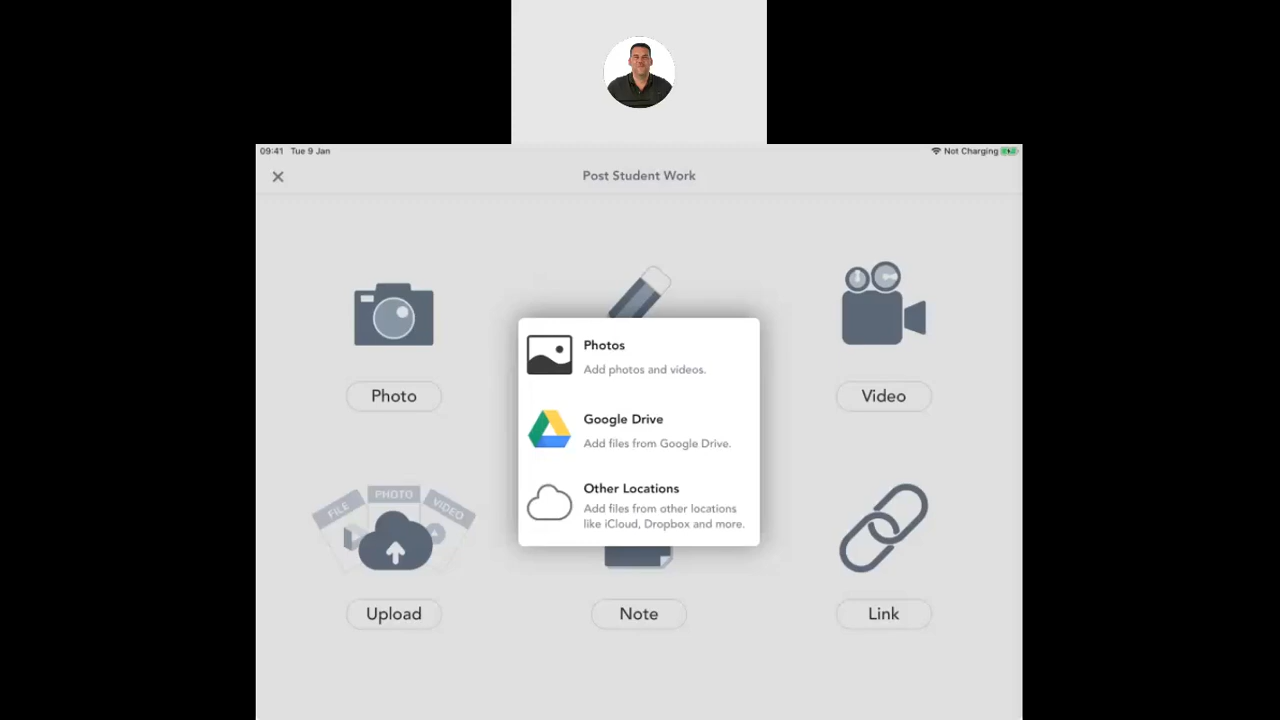 09:41 Tue 9 Jan
Not Charging
Post Student Work
Photos
Add photos and videos.
Google Drive
Add files from Google Drive.
Other Locations
Add files from other locations
like iCloud, Dropbox and more.
Photo
Video
FILE
PHOTO
VIDEO
Upload
Note
Link